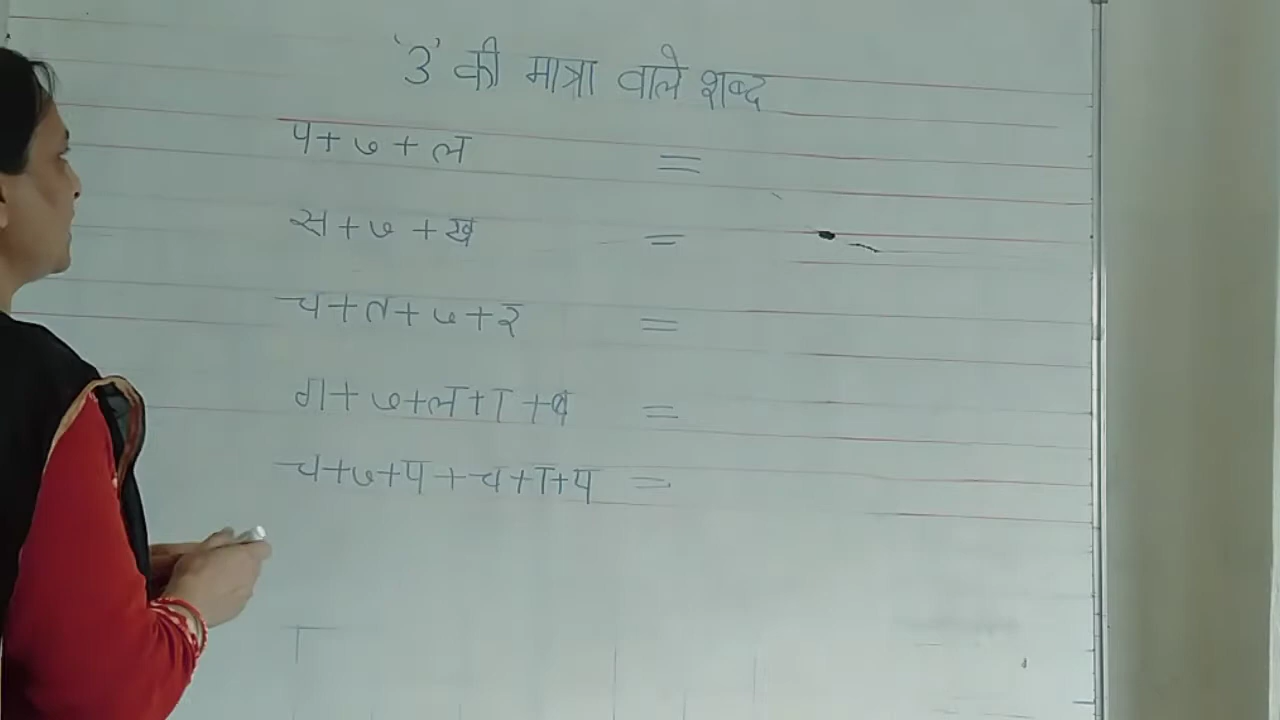 'उ' की मात्रा वाले शब्द
प + ु + ल =
स + ु + ख =
च + त + ु + र =
ग + ु + ल + ा + ब =
च + ु + प + च + ा + प =